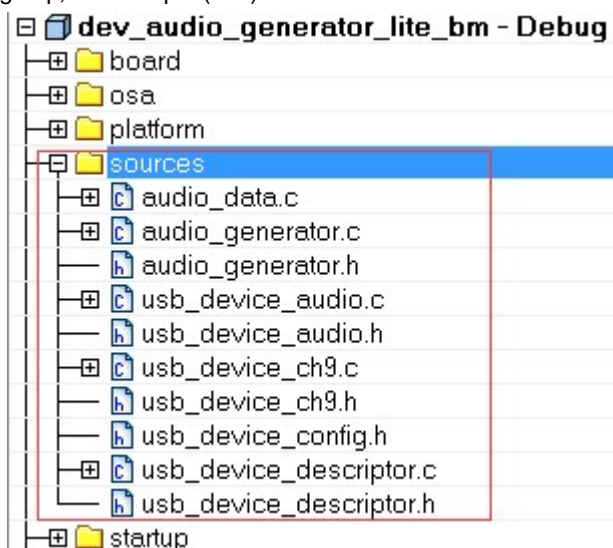 dev_audio_generator_lite_bm - Debug
board
osa
platform
sources
audio_data.c
audio_generator.c
audio_generator.h
usb_device_audio.c
usb_device_audio.h
usb_device_ch9.c
usb_device_ch9.h
usb_device_config.h
usb_device_descriptor.c
usb_device_descriptor.h
startup